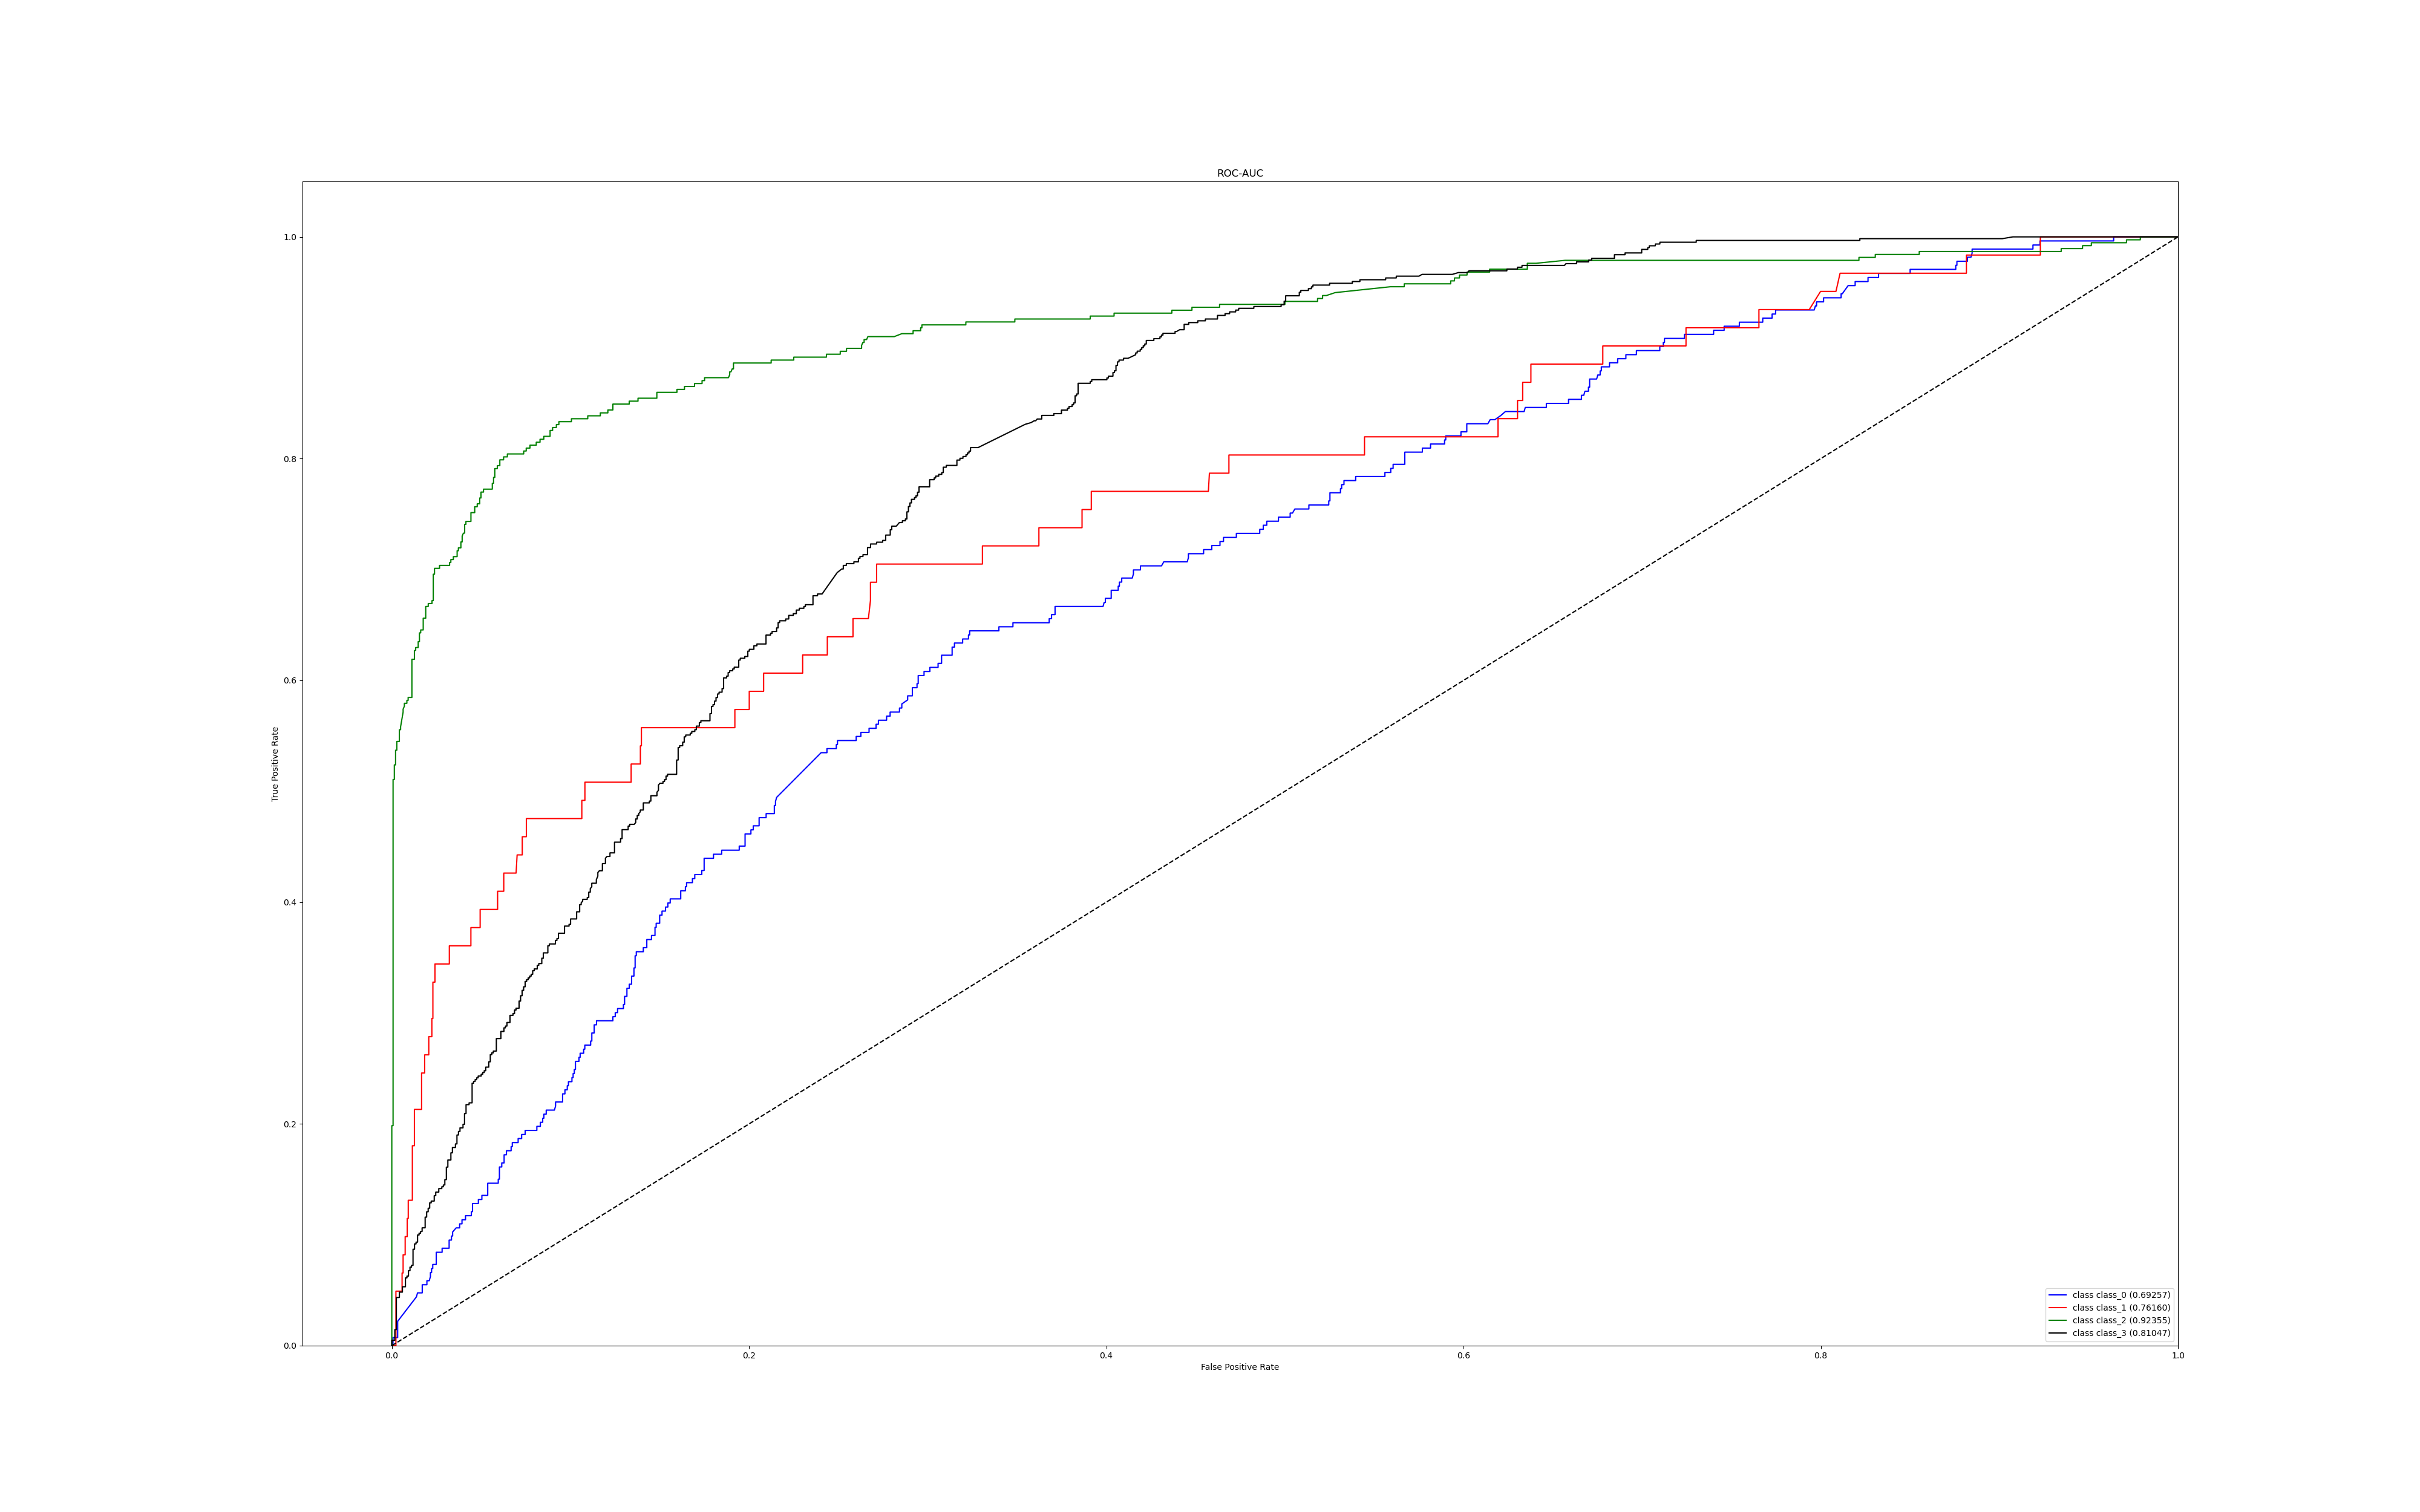 ROC-AUC
1.0
0.8
0.6
0.4
0.2
0.0
True Positive Rate
0.0 0.2 0.4 0.6 0.8 1.0
False Positive Rate
class class_0 (0.69257)
class class_1 (0.76160)
class class_2 (0.92355)
class class_3 (0.81047)